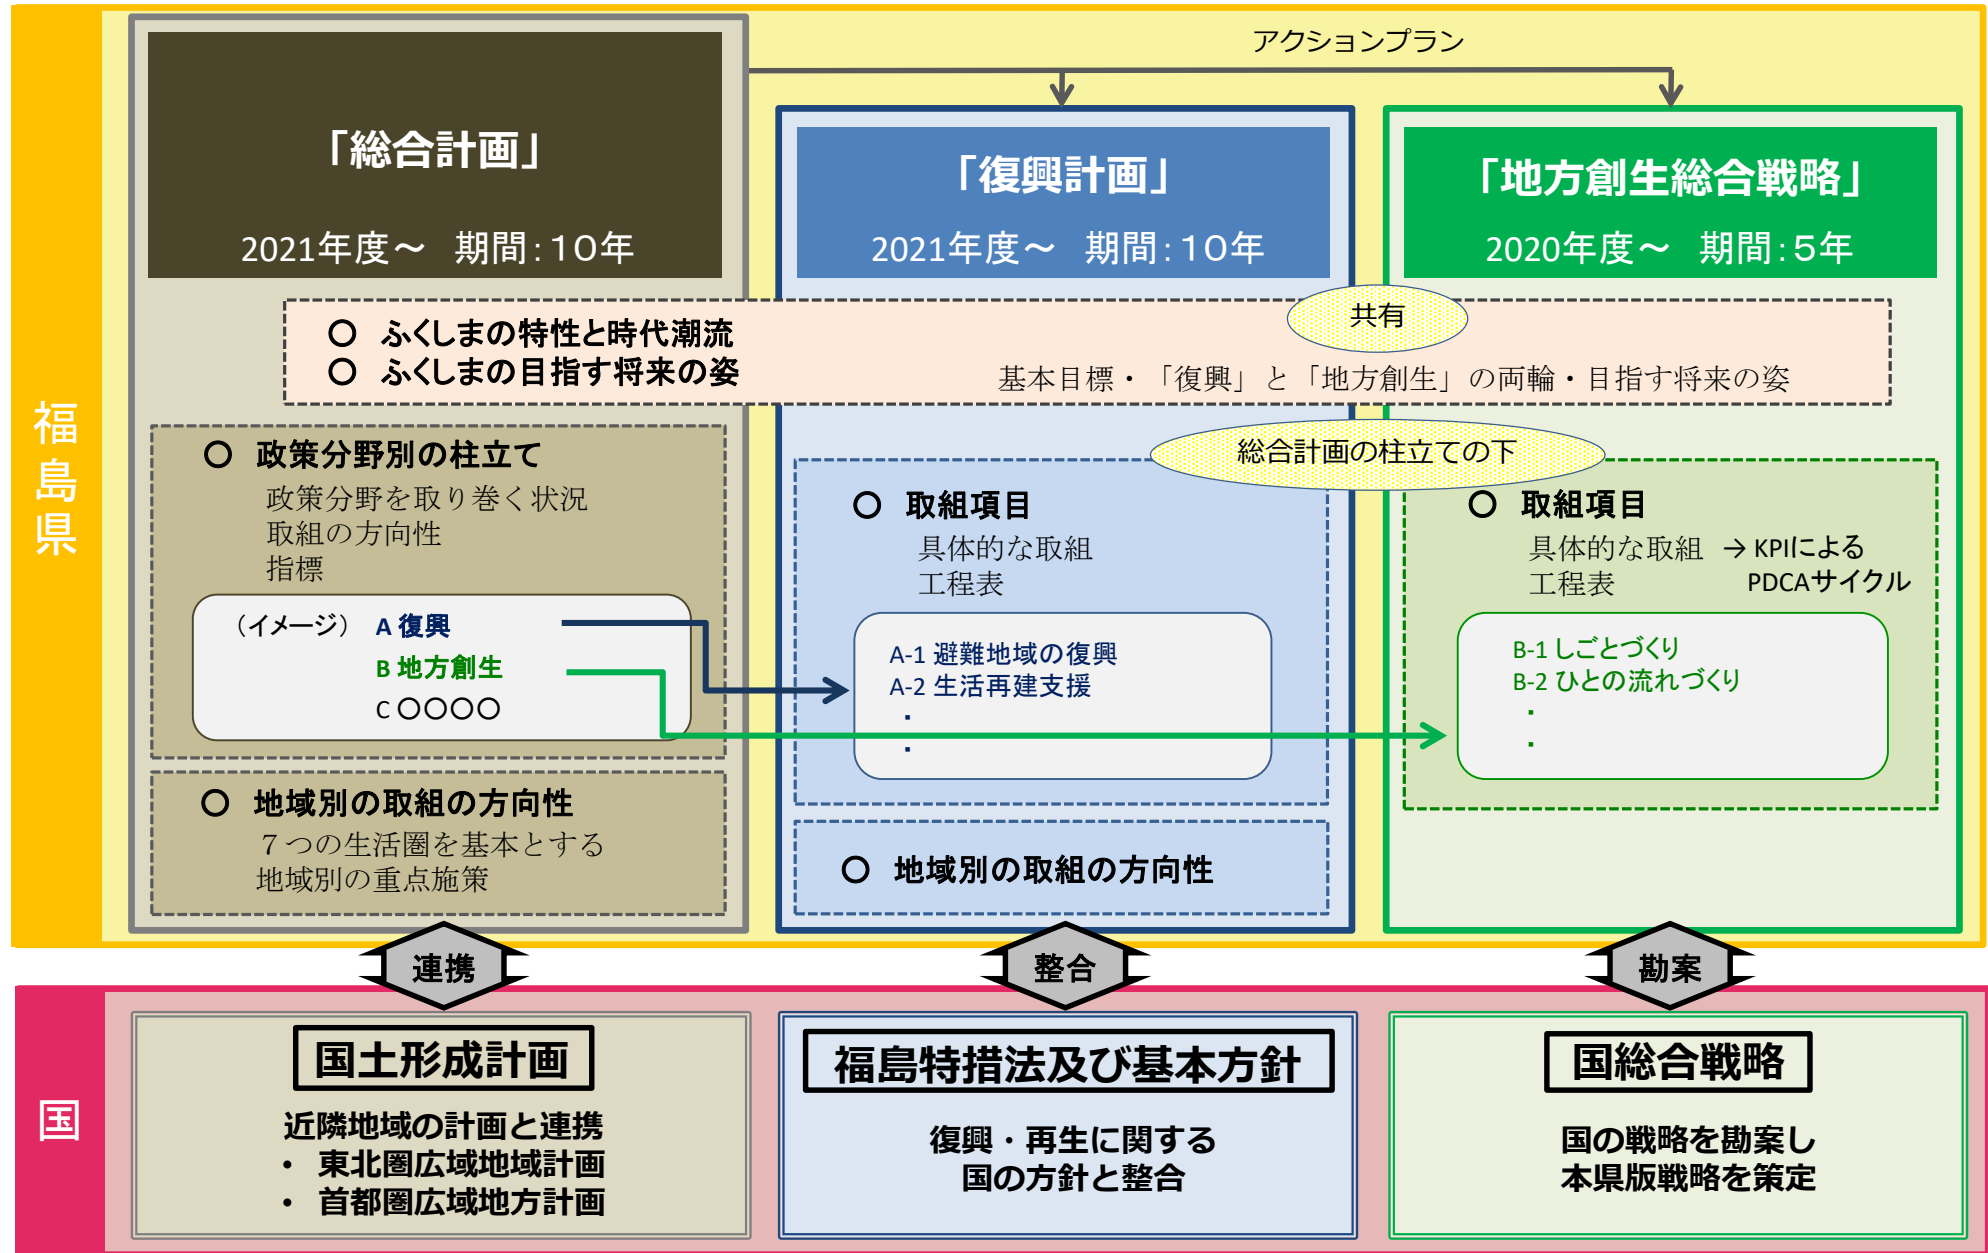 福島県
アクションプラン
「総合計画」
2021年度～ 期間:10年
「復興計画」
2021年度～ 期間:10年
「地方創生総合戦略」
2020年度～ 期間:5年
共有
〇 ふくしまの特性と時代潮流
〇 ふくしまの目指す将来の姿
基本目標・「復興」と「地方創生」の両輪・目指す将来の姿
総合計画の柱立ての下
〇 政策分野別の柱立て
政策分野を取り巻く状況
取組の方向性
指標
（イメージ） A 復興
B 地方創生
C 〇〇〇〇
〇 地域別の取組の方向性
７つの生活圏を基本とする
地域別の重点施策
〇 取組項目
具体的な取組
工程表
A-1 避難地域の復興
A-2 生活再建支援
・
・
〇 地域別の取組の方向性
〇 取組項目
具体的な取組 → KPIによる
工程表 PDCAサイクル
B-1 しごとづくり
B-2 ひとの流れづくり
・
・
連携
整合
勘案
国
国土形成計画
近隣地域の計画と連携
・ 東北圏広域地域計画
・ 首都圏広域地方計画
福島特措法及び基本方針
復興・再生に関する
国の方針と整合
国総合戦略
国の戦略を勘案し
本県版戦略を策定